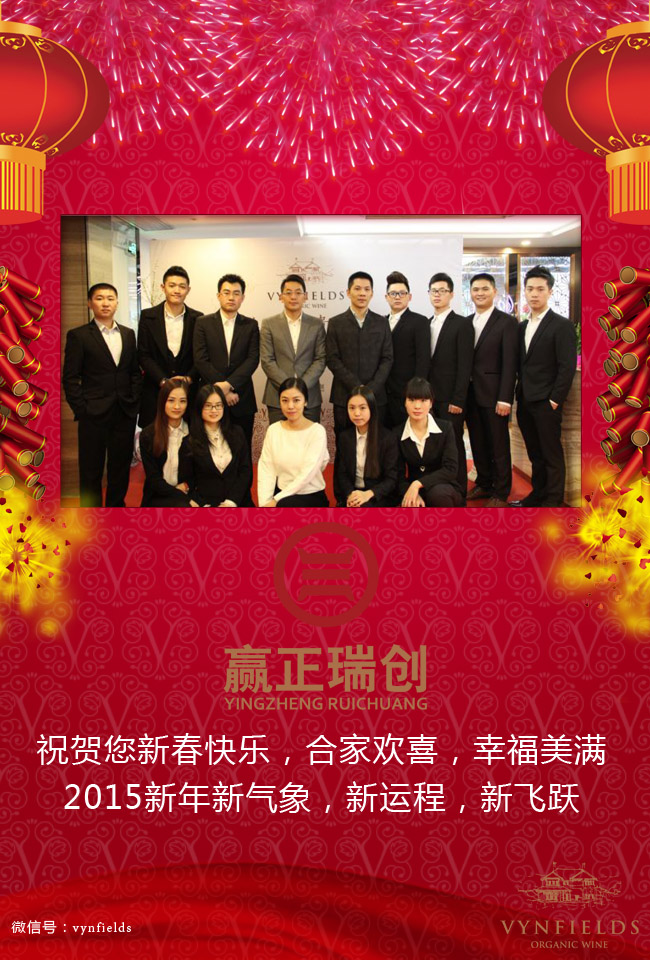 VYNFIELDS
ORGANIC WINE
赢正瑞创
YINGZHENG RUICHUANG
祝贺您新春快乐，合家欢喜，幸福美满
2015新年新气象，新运程，新飞跃
微信号：vynfields
VYNFIELDS
ORGANIC WINE